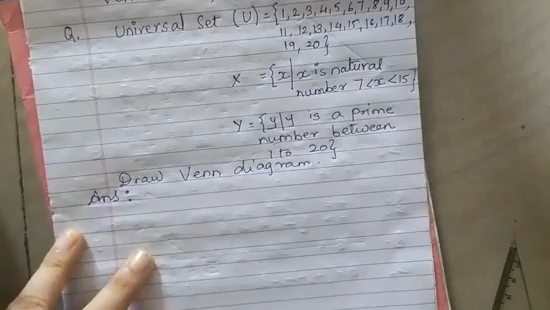 Q. Universal Set (U) = {1, 2, 3, 4, 5, 6, 7, 8, 9, 10,
11, 12, 13, 14, 15, 16, 17, 18,
19, 20}
X = {x | x is natural
number 7 < x < 15}
Y = {y | y is a prime
number between
1 to 20}
Draw Venn diagram.
Ans: